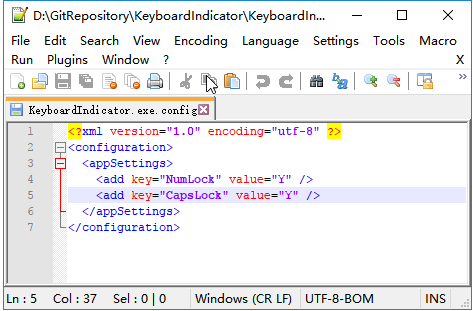 D:\GitRepository\KeyboardIndicator\KeyboardIn...
File Edit Search View Encoding Language Settings Tools Macro
Run Plugins Window ? X
KeyboardIndicator.exe.config
1 <?xml version="1.0" encoding="utf-8" ?>
2 <configuration>
3 <appSettings>
4 <add key="NumLock" value="Y" />
5 <add key="CapsLock" value="Y" />
6 </appSettings>
7 </configuration>
Ln : 5 Col : 37 Sel : 0 | 0 Windows (CR LF) UTF-8-BOM INS